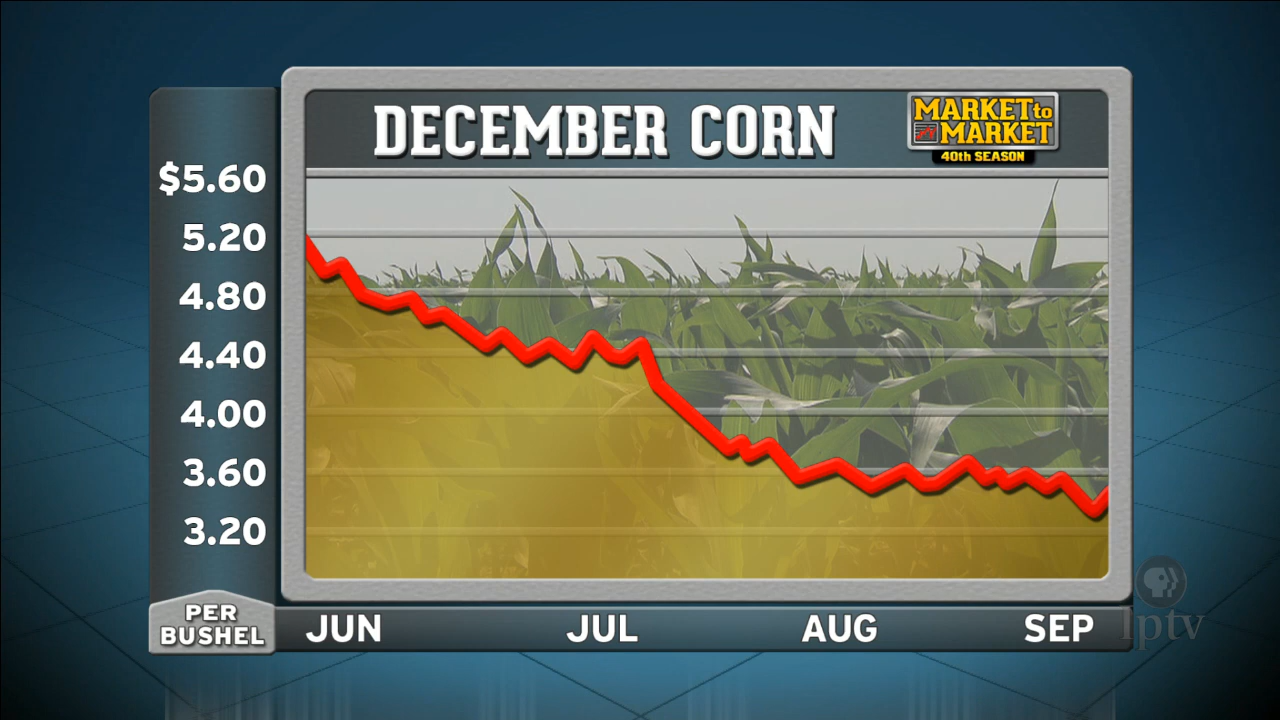 DECEMBER CORN
MARKET to
MARKET
40th SEASON
$5.60
5.20
4.80
4.40
4.00
3.60
3.20
PER
BUSHEL
JUN JUL AUG SEP
iptv